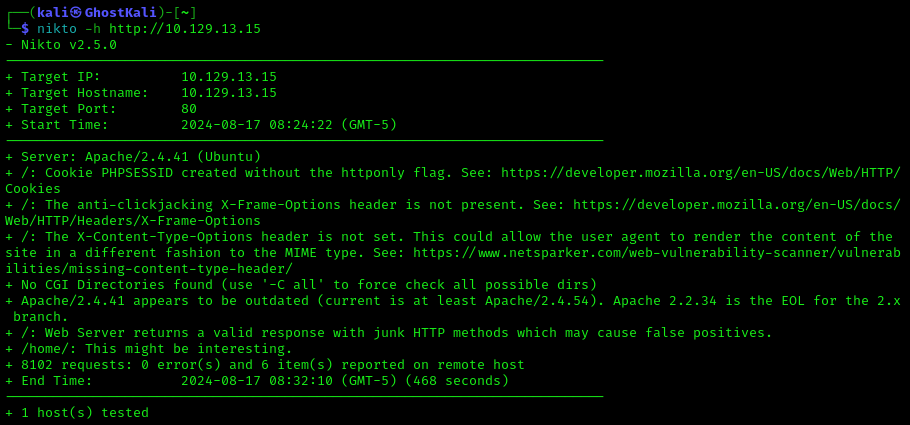 ┌──(kali㉿GhostKali)-[~]
└─$ nikto -h http://10.129.13.15
- Nikto v2.5.0
---------------------------------------------------------------------------
+ Target IP:          10.129.13.15
+ Target Hostname:    10.129.13.15
+ Target Port:        80
+ Start Time:         2024-08-17 08:24:22 (GMT-5)
---------------------------------------------------------------------------
+ Server: Apache/2.4.41 (Ubuntu)
+ /: Cookie PHPSESSID created without the httponly flag. See: https://developer.mozilla.org/en-US/docs/Web/HTTP/
Cookies
+ /: The anti-clickjacking X-Frame-Options header is not present. See: https://developer.mozilla.org/en-US/docs/
Web/HTTP/Headers/X-Frame-Options
+ /: The X-Content-Type-Options header is not set. This could allow the user agent to render the content of the
site in a different fashion to the MIME type. See: https://www.netsparker.com/web-vulnerability-scanner/vulnerab
ilities/missing-content-type-header/
+ No CGI Directories found (use '-C all' to force check all possible dirs)
+ Apache/2.4.41 appears to be outdated (current is at least Apache/2.4.54). Apache 2.2.34 is the EOL for the 2.x
 branch.
+ /: Web Server returns a valid response with junk HTTP methods which may cause false positives.
+ /home/: This might be interesting.
+ 8102 requests: 0 error(s) and 6 item(s) reported on remote host
+ End Time:           2024-08-17 08:32:10 (GMT-5) (468 seconds)
---------------------------------------------------------------------------
+ 1 host(s) tested